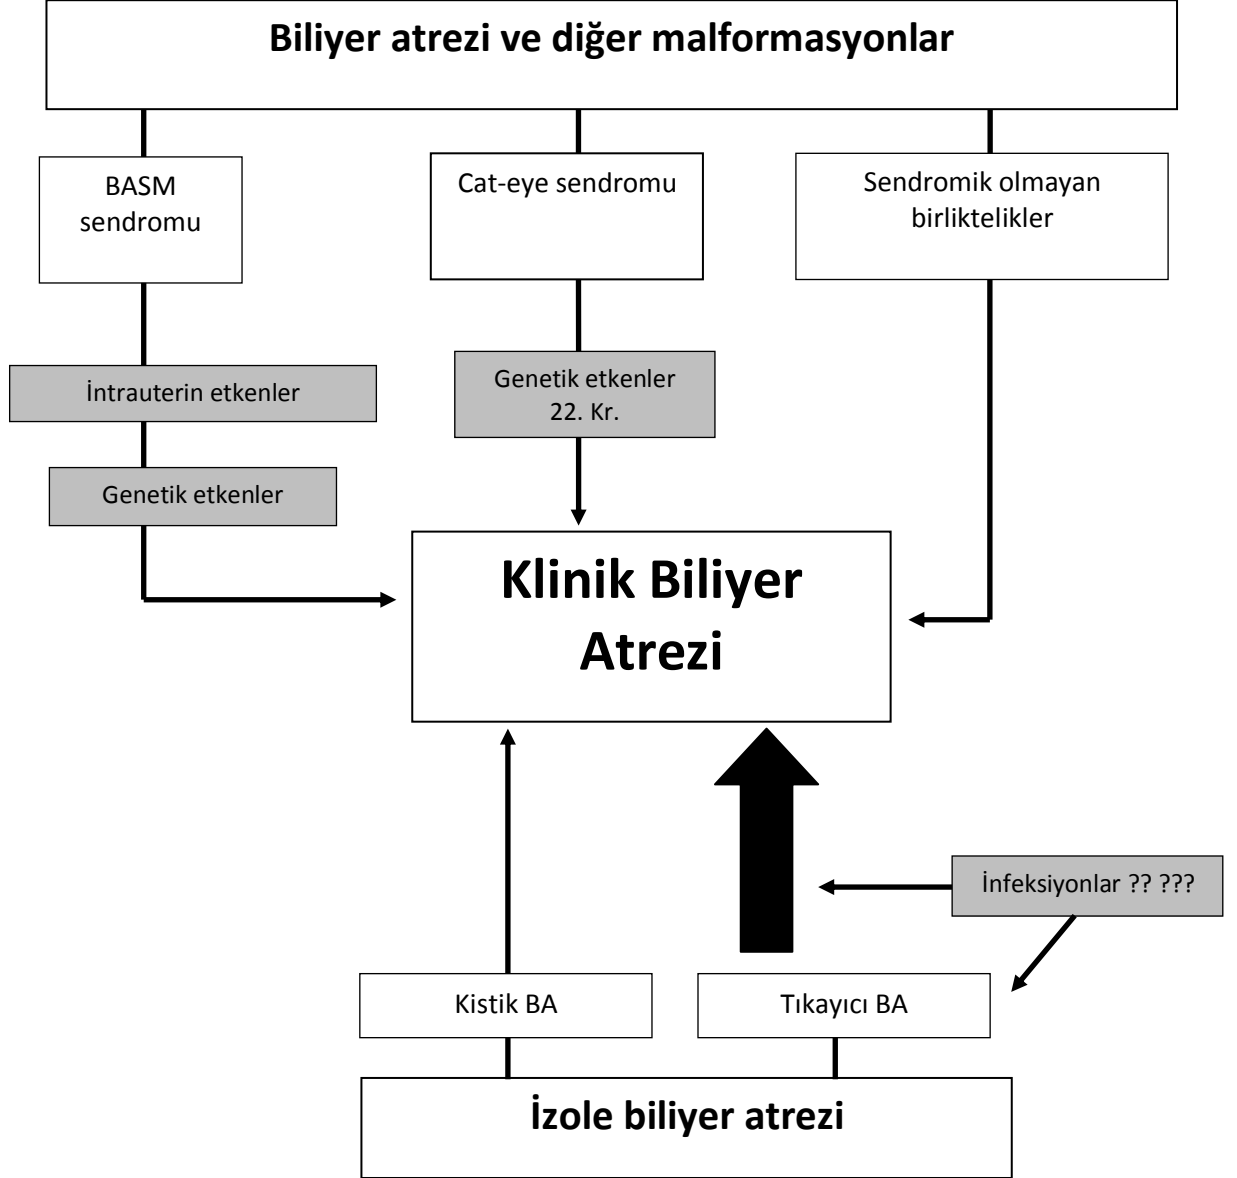 Biliyer atrezi ve diğer malformasyonlar
BASM
sendromu
Cat-eye sendromu
Sendromik olmayan
birliktelikler
İntrauterin etkenler
Genetik etkenler
22. Kr.
Genetik etkenler
Klinik Biliyer
Atrezi
İnfeksiyonlar ?? ???
Kistik BA
Tıkayıcı BA
İzole biliyer atrezi